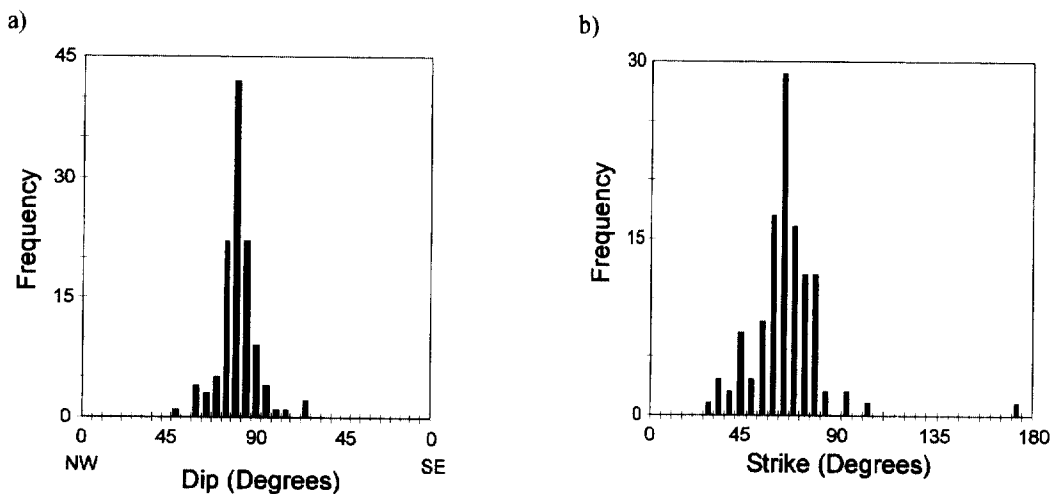 a)
45
30
15
0
Frequency
0 45 90 45 0
NW SE
Dip (Degrees)
b)
30
15
0
Frequency
0 45 90 135 180
Strike (Degrees)